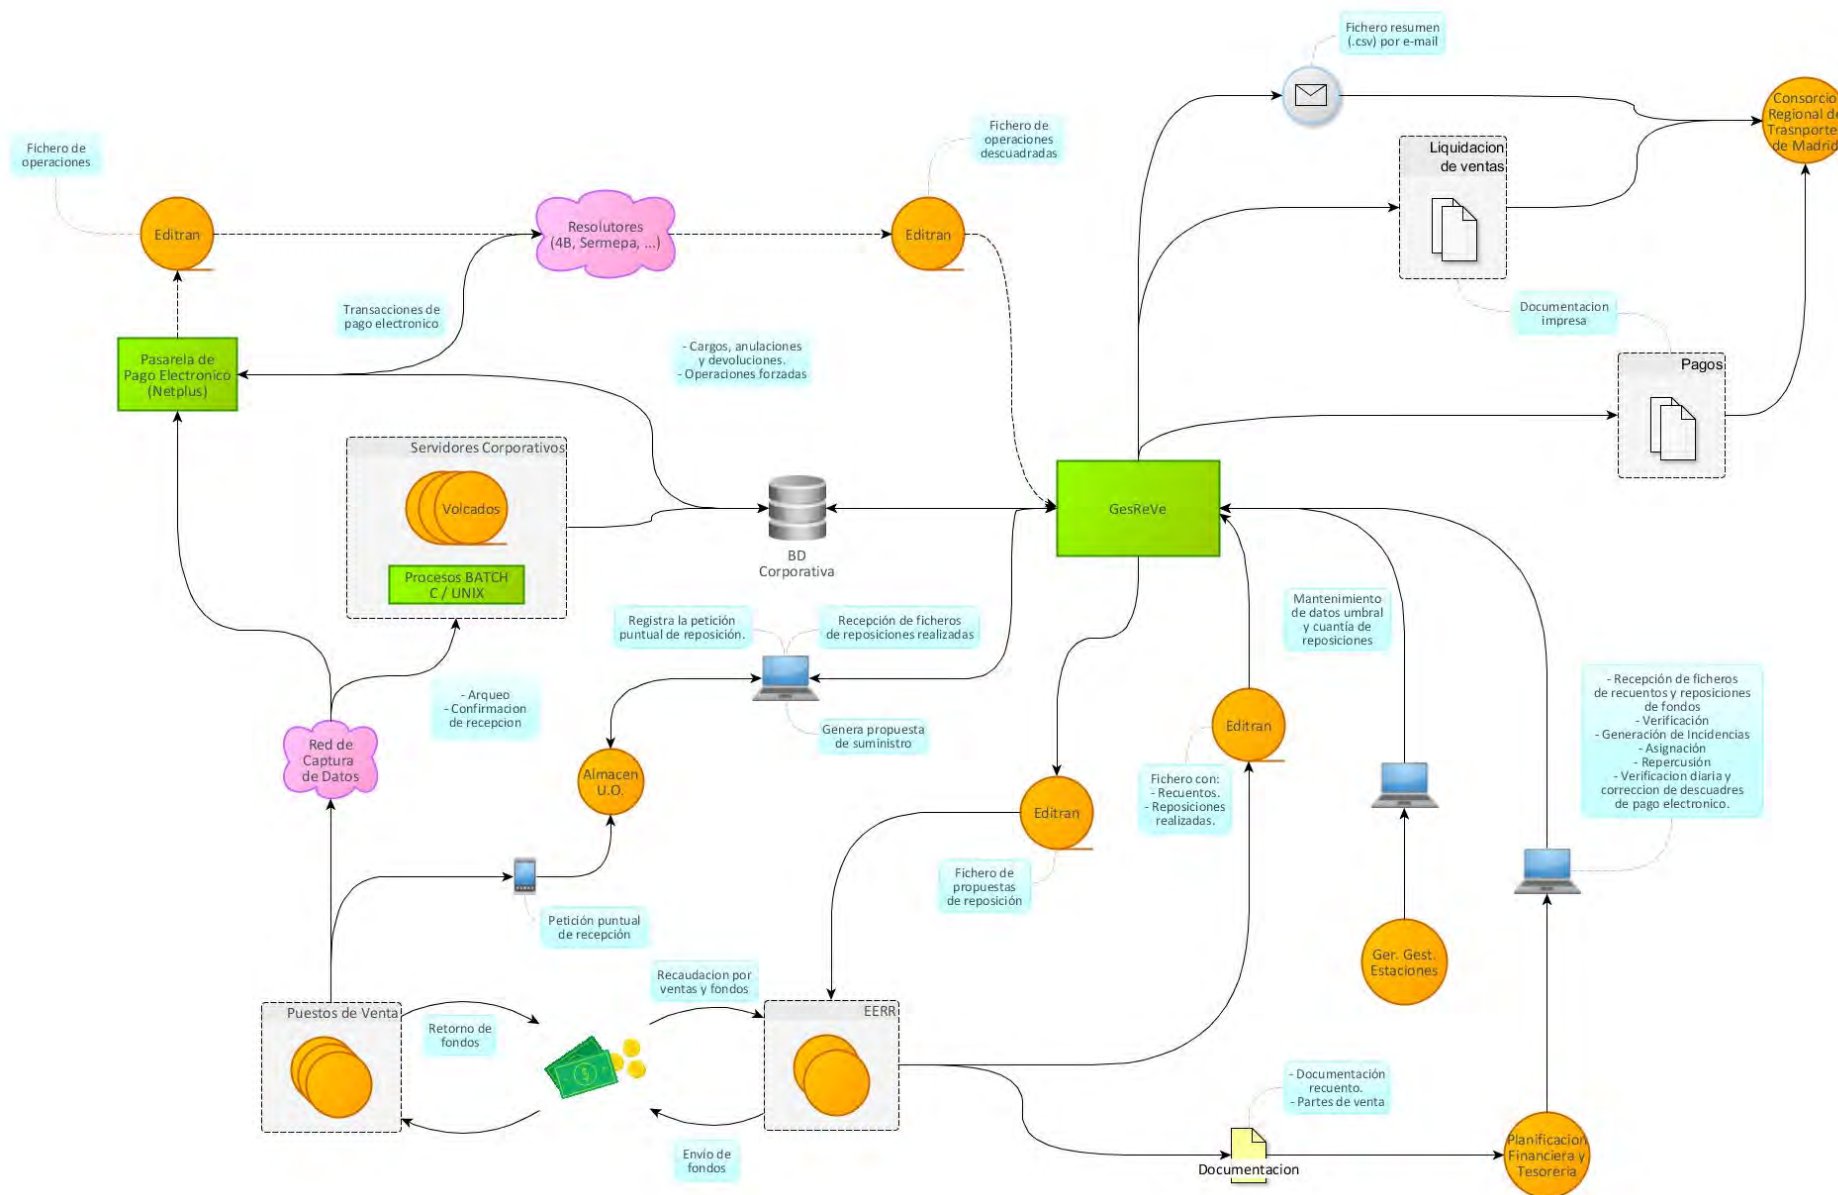 Fichero resumen
(.csv) por e-mail
Consorcio
Regional de
Trasnporte
de Madrid
Fichero de
operaciones
Fichero de
operaciones
descuadradas
Liquidacion
de ventas
Editran
Resolutores
(4B, Sermepa, ...)
Editran
Transacciones de
pago electronico
Documentacion
impresa
Pasarela de
Pago Electronico
(Netplus)
- Cargos, anulaciones
y devoluciones.
- Operaciones forzadas
Pagos
Servidores Corporativos
Volcados
Procesos BATCH
C / UNIX
BD
Corporativa
GesReVe
Registra la petición
puntual de reposición.
Recepción de ficheros
de reposiciones realizadas
Mantenimiento
de datos umbral
y cuantía de
reposiciones
- Arqueo
- Confirmacion
de recepcion
Genera propuesta
de suministro
- Recepción de ficheros
de recuentos y reposiciones
de fondos
- Verificación
- Generación de Incidencias
- Asignación
- Repercusión
- Verificacion diaria y
correccion de descuadres
de pago electronico.
Red de
Captura
de Datos
Almacen
U.O.
Editran
Fichero con:
- Recuentos.
- Reposiciones
realizadas.
Editran
Fichero de
propuestas
de reposición
Petición puntual
de recepción
Ger. Gest.
Estaciones
Recaudacion por
ventas y fondos
Puestos de Venta
Retorno de
fondos
EERR
- Documentación
recuento.
- Partes de venta
Envio de
fondos
Documentacion
Planificacion
Financiera y
Tesoreria